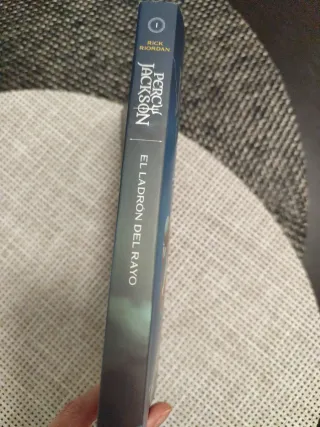 1
RICK
RIORDAN
PERCY
JACKSON
EL LADRÓN DEL RAYO